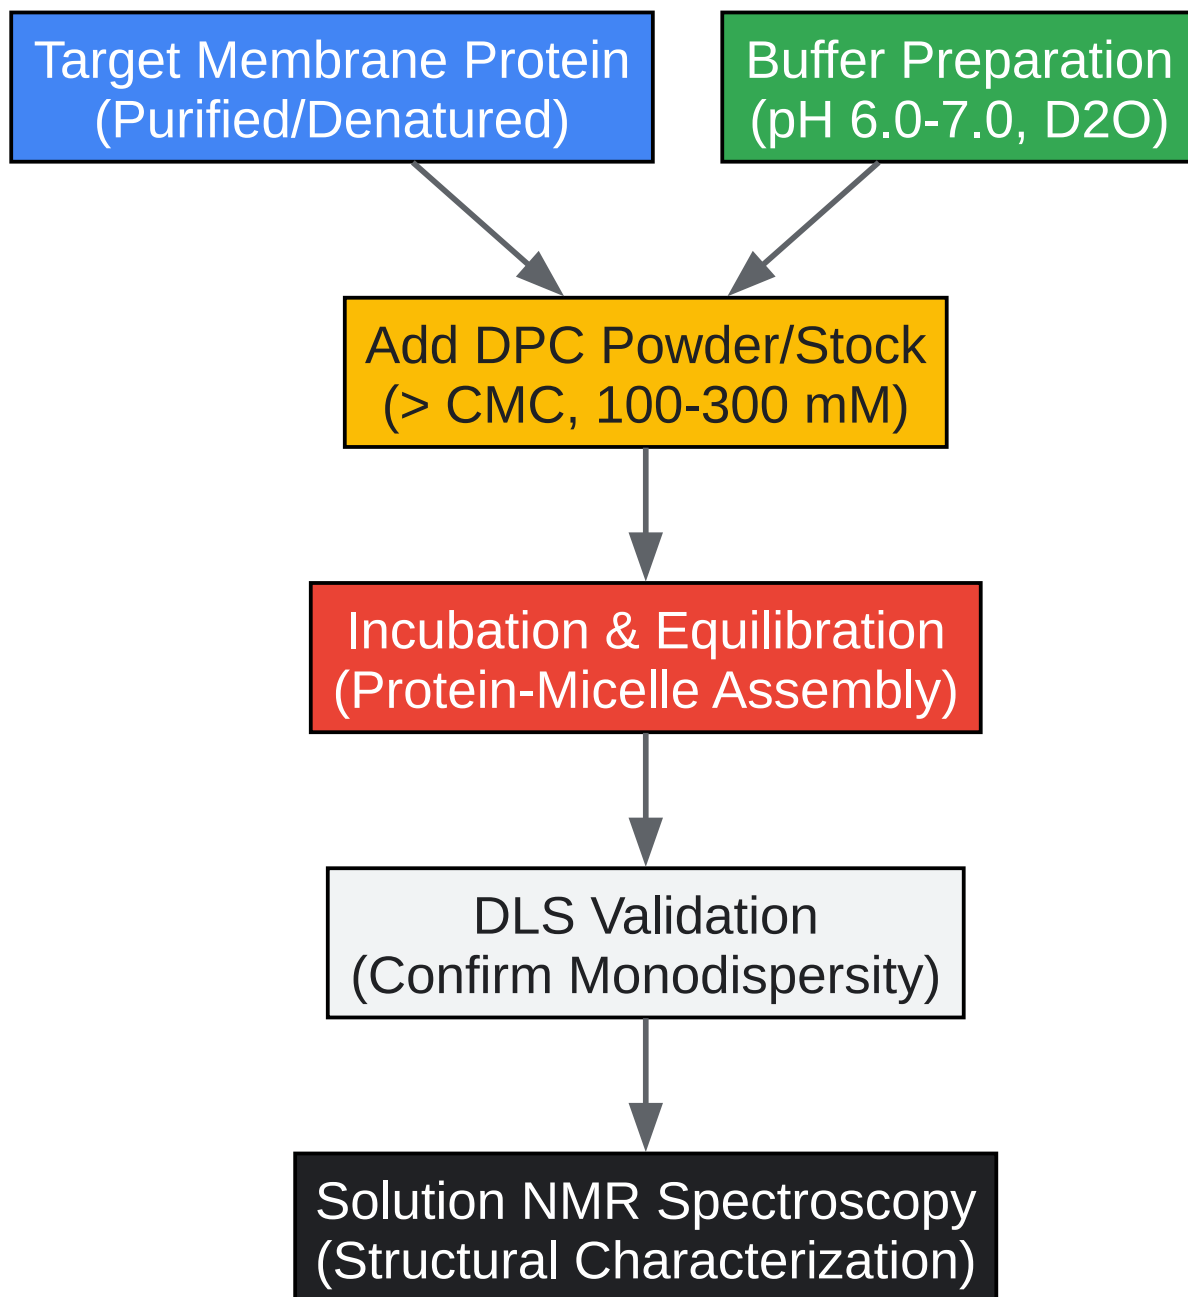 Target Membrane Protein
(Purified/Denatured)
Buffer Preparation
(pH 6.0-7.0, D2O)
Add DPC Powder/Stock
(> CMC, 100-300 mM)
Incubation & Equilibration
(Protein-Micelle Assembly)
DLS Validation
(Confirm Monodispersity)
Solution NMR Spectroscopy
(Structural Characterization)